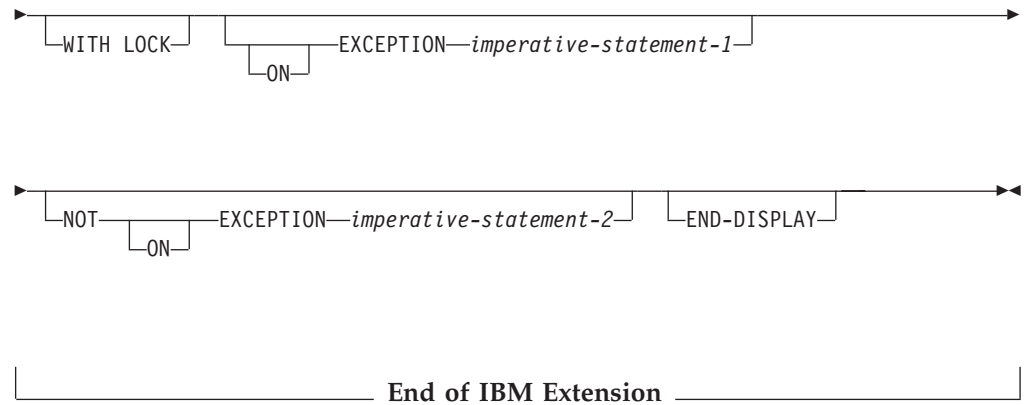 WITH LOCK EXCEPTION imperative-statement-1
ON
NOT EXCEPTION imperative-statement-2 END-DISPLAY
ON
End of IBM Extension